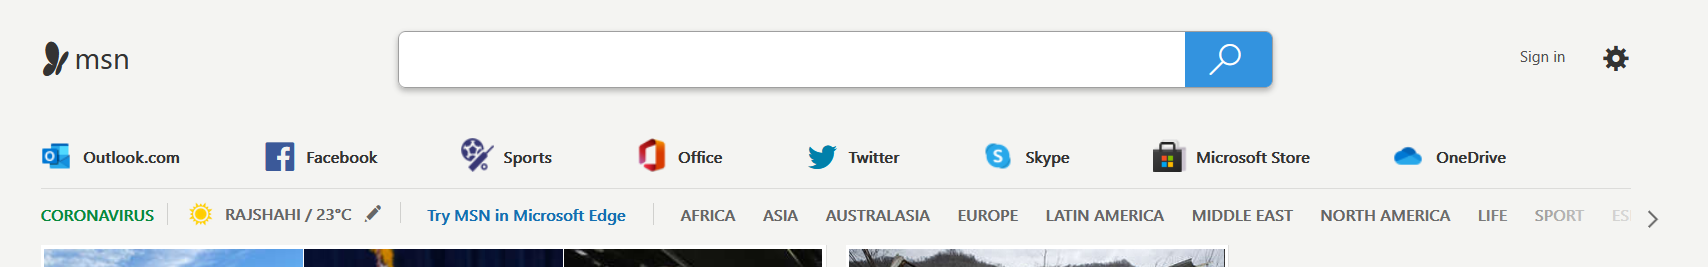 msn
Sign in
Outlook.com Facebook Sports Office Twitter Skype Microsoft Store OneDrive
CORONAVIRUS RAJSHAHI / 23°C Try MSN in Microsoft Edge AFRICA ASIA AUSTRALASIA EUROPE LATIN AMERICA MIDDLE EAST NORTH AMERICA LIFE SPORT